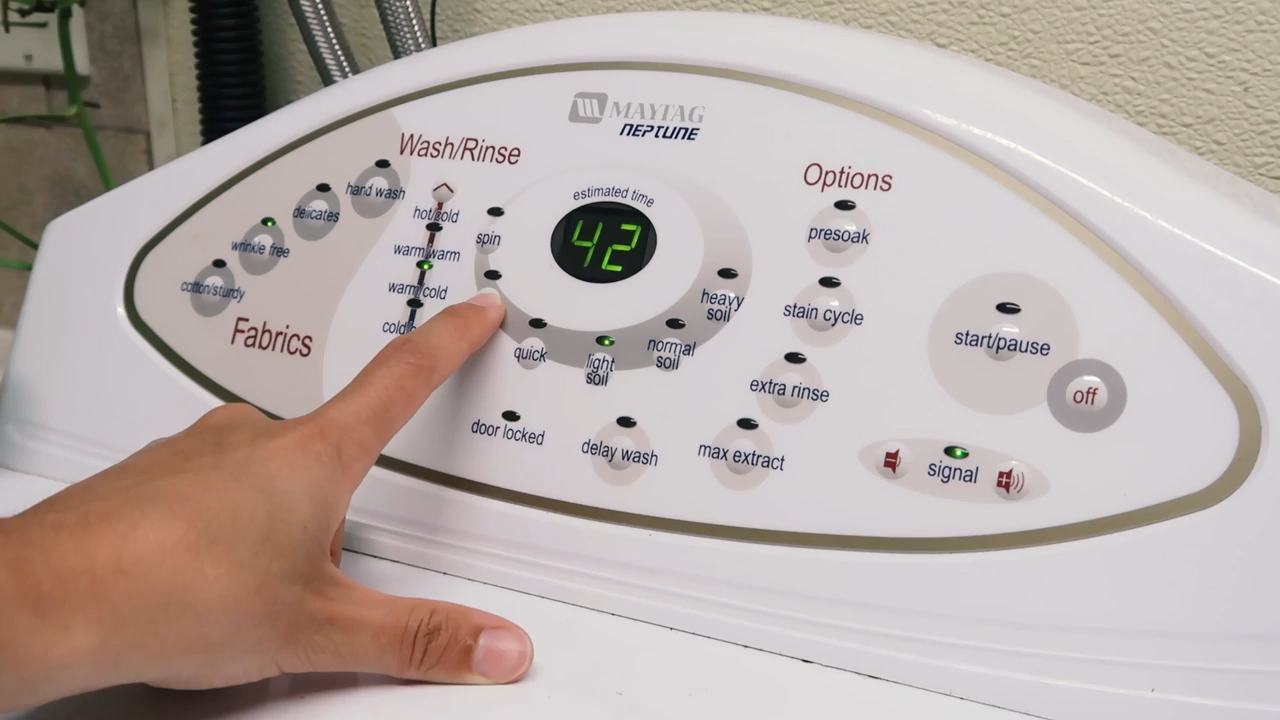 MAYTAG
NEPTUNE
Wash/Rinse
hot/cold
warm/warm
warm/cold
Fabrics
hand wash
delicates
wrinkle free
cotton/sturdy
estimated time
42
spin
quick
light
soil
normal
soil
heavy
soil
door locked
delay wash
max extract
Options
presoak
stain cycle
extra rinse
start/pause
off
signal